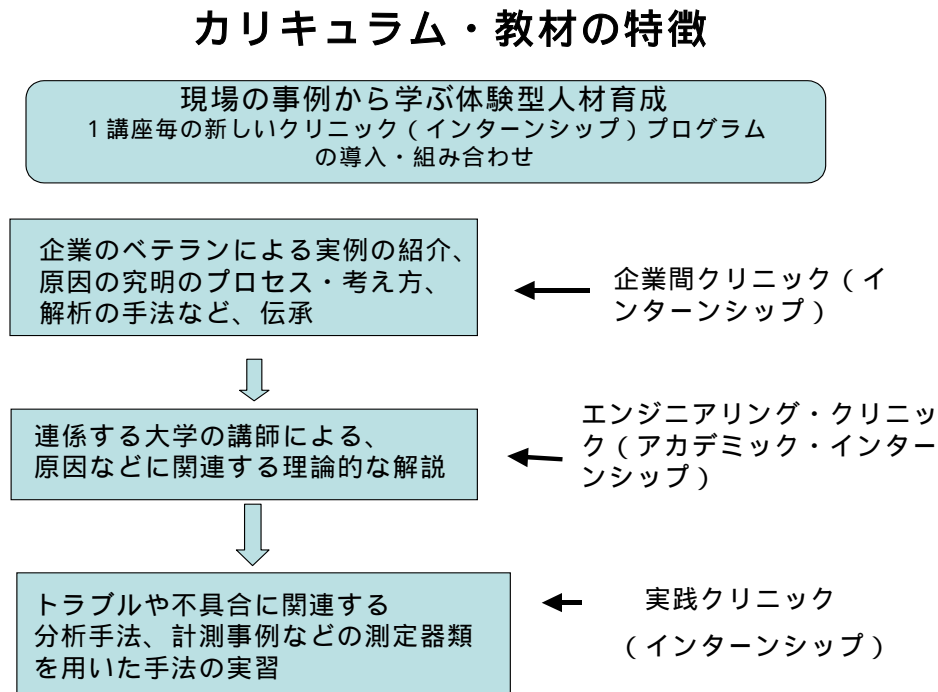 カリキュラム・教材の特徴
現場の事例から学ぶ体験型人材育成
1講座毎の新しいクリニック(インターンシップ)プログラム
の導入・組み合わせ
企業のベテランによる実例の紹介、
原因の究明のプロセス・考え方、
解析の手法など、伝承
企業間クリニック(イ
ンターンシップ)
連係する大学の講師による、
原因などに関連する理論的な解説
エンジニアリング・クリニッ
ク(アカデミック・インター
ンシップ)
トラブルや不具合に関連する
分析手法、計測事例などの測定器類
を用いた手法の実習
実践クリニック
(インターンシップ)